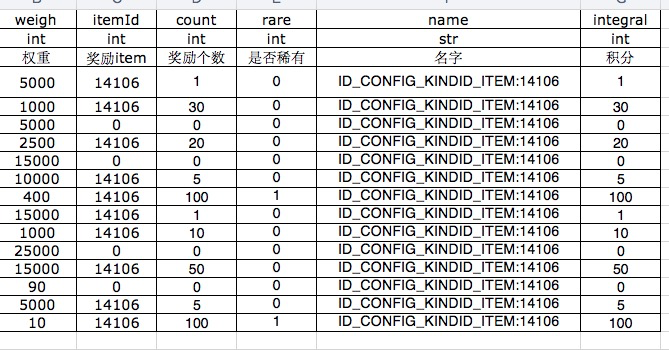 weigh itemId count rare name integral
int int int int str int
权重 奖励item 奖励个数 是否稀有 名字 积分
5000 14106 1 0 ID_CONFIG_KINDID_ITEM:14106 1
1000 14106 30 0 ID_CONFIG_KINDID_ITEM:14106 30
5000 0 0 0 ID_CONFIG_KINDID_ITEM:14106 0
2500 14106 20 0 ID_CONFIG_KINDID_ITEM:14106 20
15000 0 0 0 ID_CONFIG_KINDID_ITEM:14106 0
10000 14106 5 0 ID_CONFIG_KINDID_ITEM:14106 5
400 14106 100 1 ID_CONFIG_KINDID_ITEM:14106 100
15000 14106 1 0 ID_CONFIG_KINDID_ITEM:14106 1
1000 14106 10 0 ID_CONFIG_KINDID_ITEM:14106 10
25000 0 0 0 ID_CONFIG_KINDID_ITEM:14106 0
15000 14106 50 0 ID_CONFIG_KINDID_ITEM:14106 50
90 0 0 0 ID_CONFIG_KINDID_ITEM:14106 0
5000 14106 5 0 ID_CONFIG_KINDID_ITEM:14106 5
10 14106 100 1 ID_CONFIG_KINDID_ITEM:14106 100